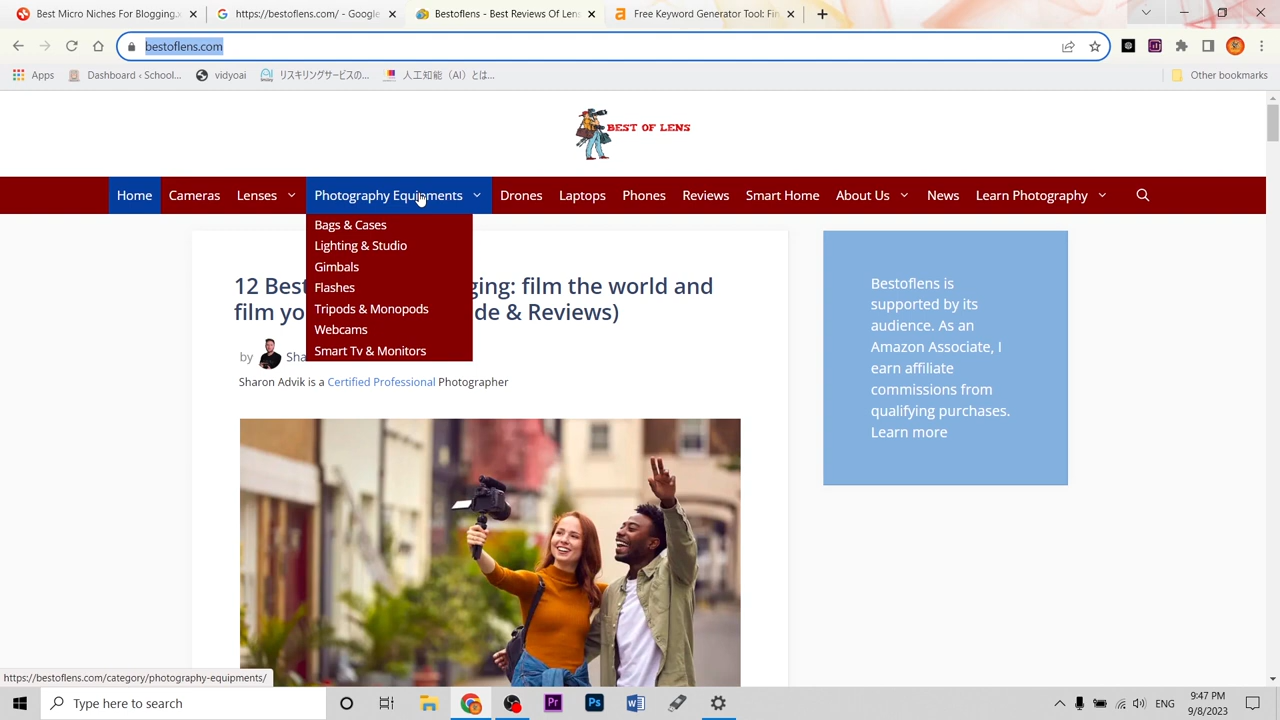 Best Micro Niches For Blogging.x
https://bestoflens.com/ - Google
Bestoflens - Best Reviews Of Len
Free Keyword Generator Tool: Fin
bestoflens.com
Apps
Dashboard ‹ School...
vidyoai
リスキリングサービスの...
人工知能（AI）とは...
Other bookmarks
BEST OF LENS
Home
Cameras
Lenses
Photography Equipments
Drones
Laptops
Phones
Reviews
Smart Home
About Us
News
Learn Photography
Bags & Cases
Lighting & Studio
Gimbals
Flashes
Tripods & Monopods
Webcams
Smart Tv & Monitors
12 Bes ging: film the world and
film yo de & Reviews)
by Sha
Sharon Advik is a Certified Professional Photographer
Bestoflens is
supported by its
audience. As an
Amazon Associate, I
earn affiliate
commissions from
qualifying purchases.
Learn more
https://bestoflens.com/category/photography-equipments/
Type here to search
Pr
Ps
ENG
9:47 PM
9/8/2023